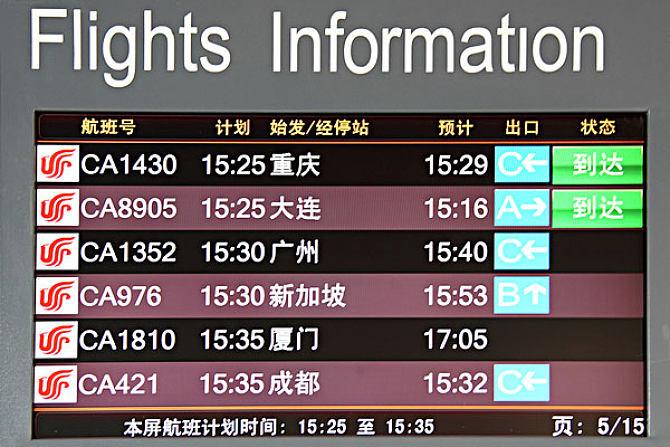 Flights Information
航班号 计划 始发/经停站 预计 出口 状态
CA1430 15:25 重庆 15:29 C← 到达
CA8905 15:25 大连 15:16 A→ 到达
CA1352 15:30 广州 15:40 C←
CA976 15:30 新加坡 15:53 B↑
CA1810 15:35 厦门 17:05
CA421 15:35 成都 15:32 C←
本屏航班计划时间: 15:25 至 15:35 页: 5/15